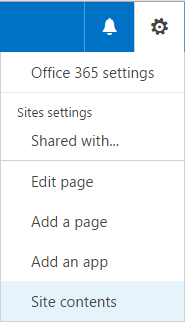 Office 365 settings
Sites settings
Shared with...
Edit page
Add a page
Add an app
Site contents